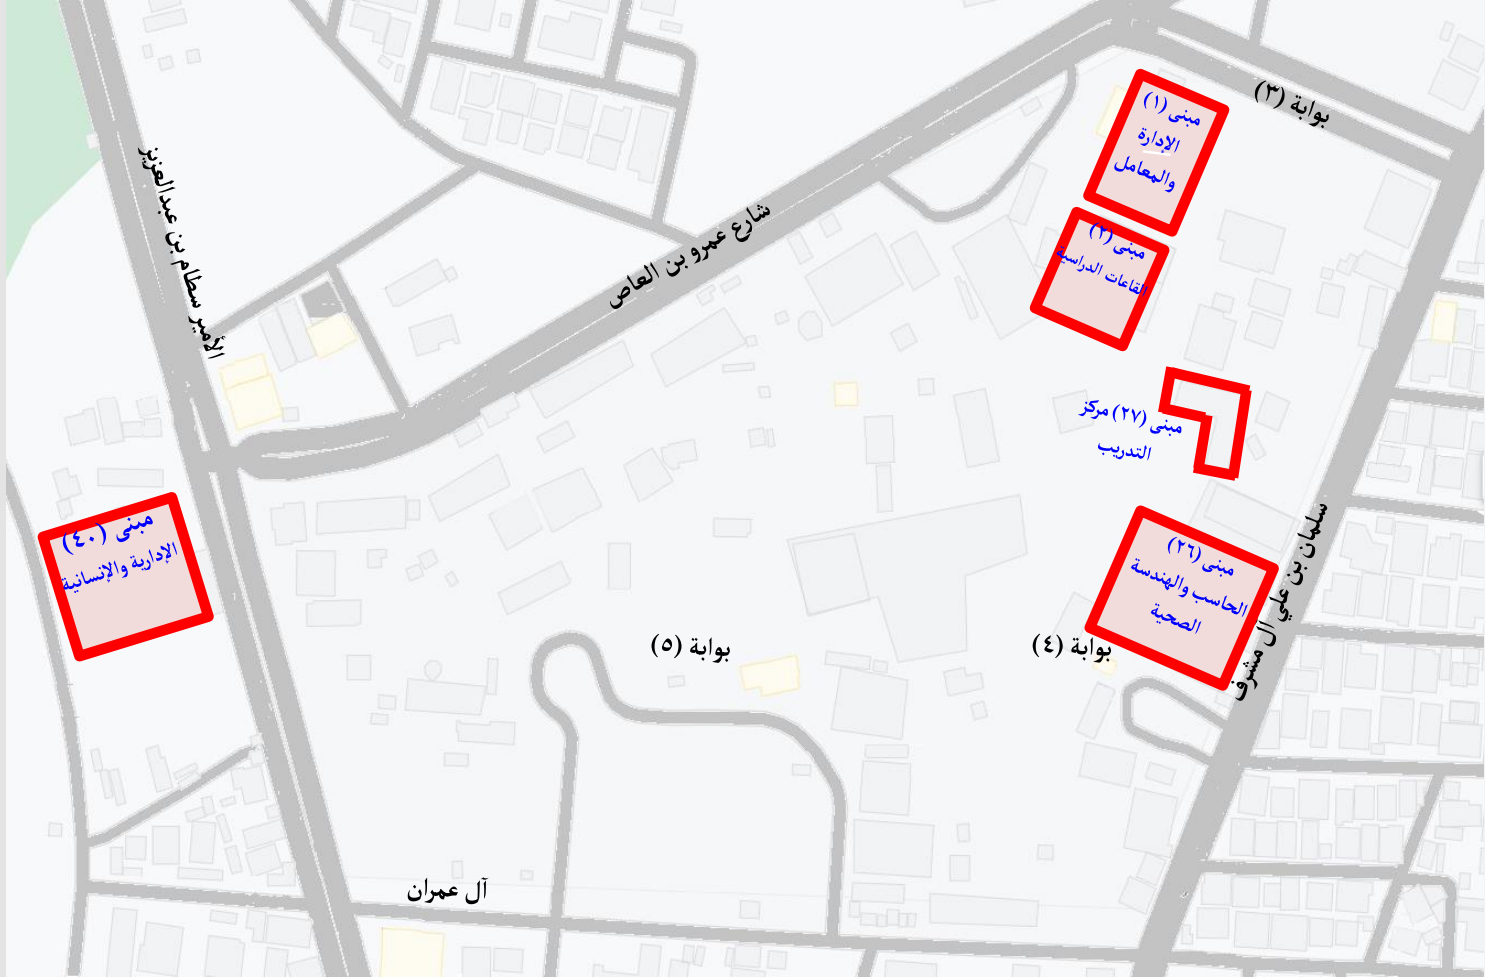 بوابة (٣)
مبنى (١)
الإدارة
والمعامل
مبنى (٢)
القاعات الدراسية
شارع عمرو بن العاص
الأمير سطام بن عبدالعزيز
مبنى (٢٧) مركز
التدريب
مبنى (٤٠)
الإدارية والإنسانية
مبنى (٢٦)
الحاسب والهندسة
الصحية
سلمان بن علي ال مشرف
بوابة (٤)
بوابة (٥)
آل عمران